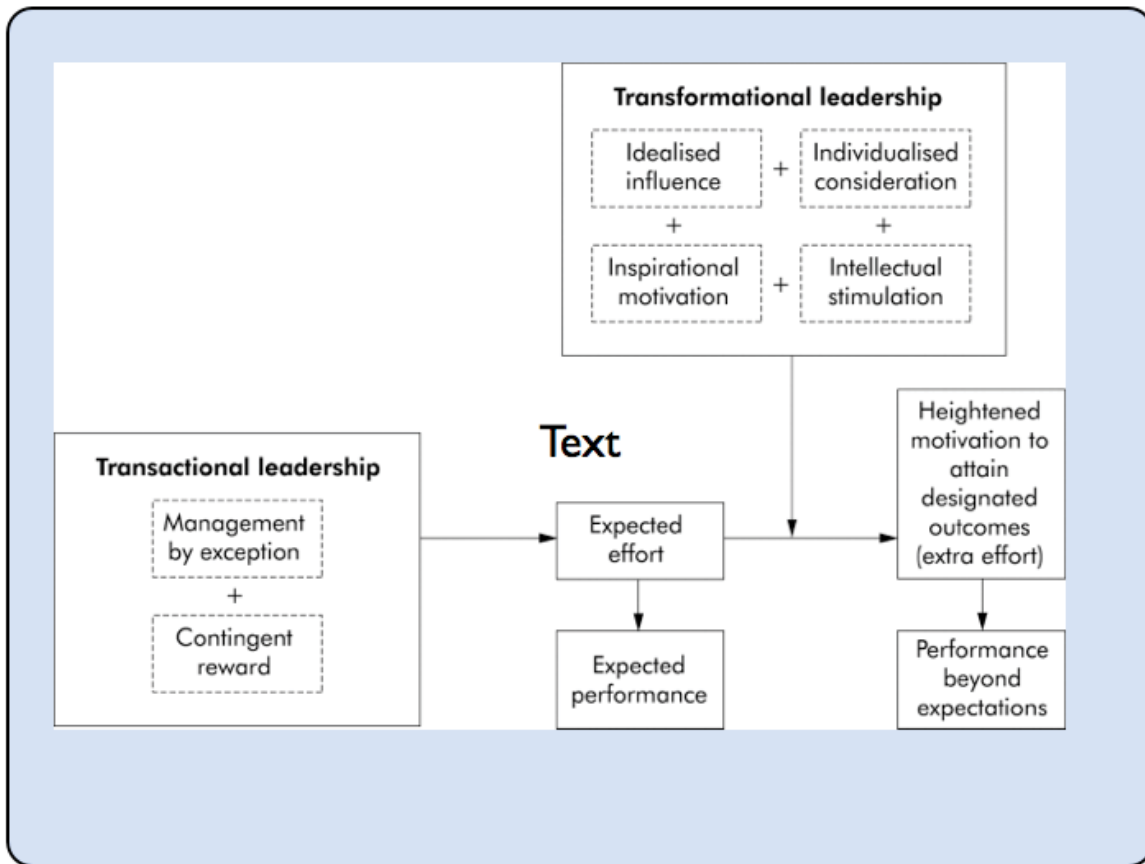 Transformational leadership
Idealised
influence
+
Individualised
consideration
+
+
Inspirational
motivation
+
Intellectual
stimulation
Text
Transactional leadership
Management
by exception
+
Contingent
reward
Expected
effort
Heightened
motivation to
attain
designated
outcomes
(extra effort)
Expected
performance
Performance
beyond
expectations